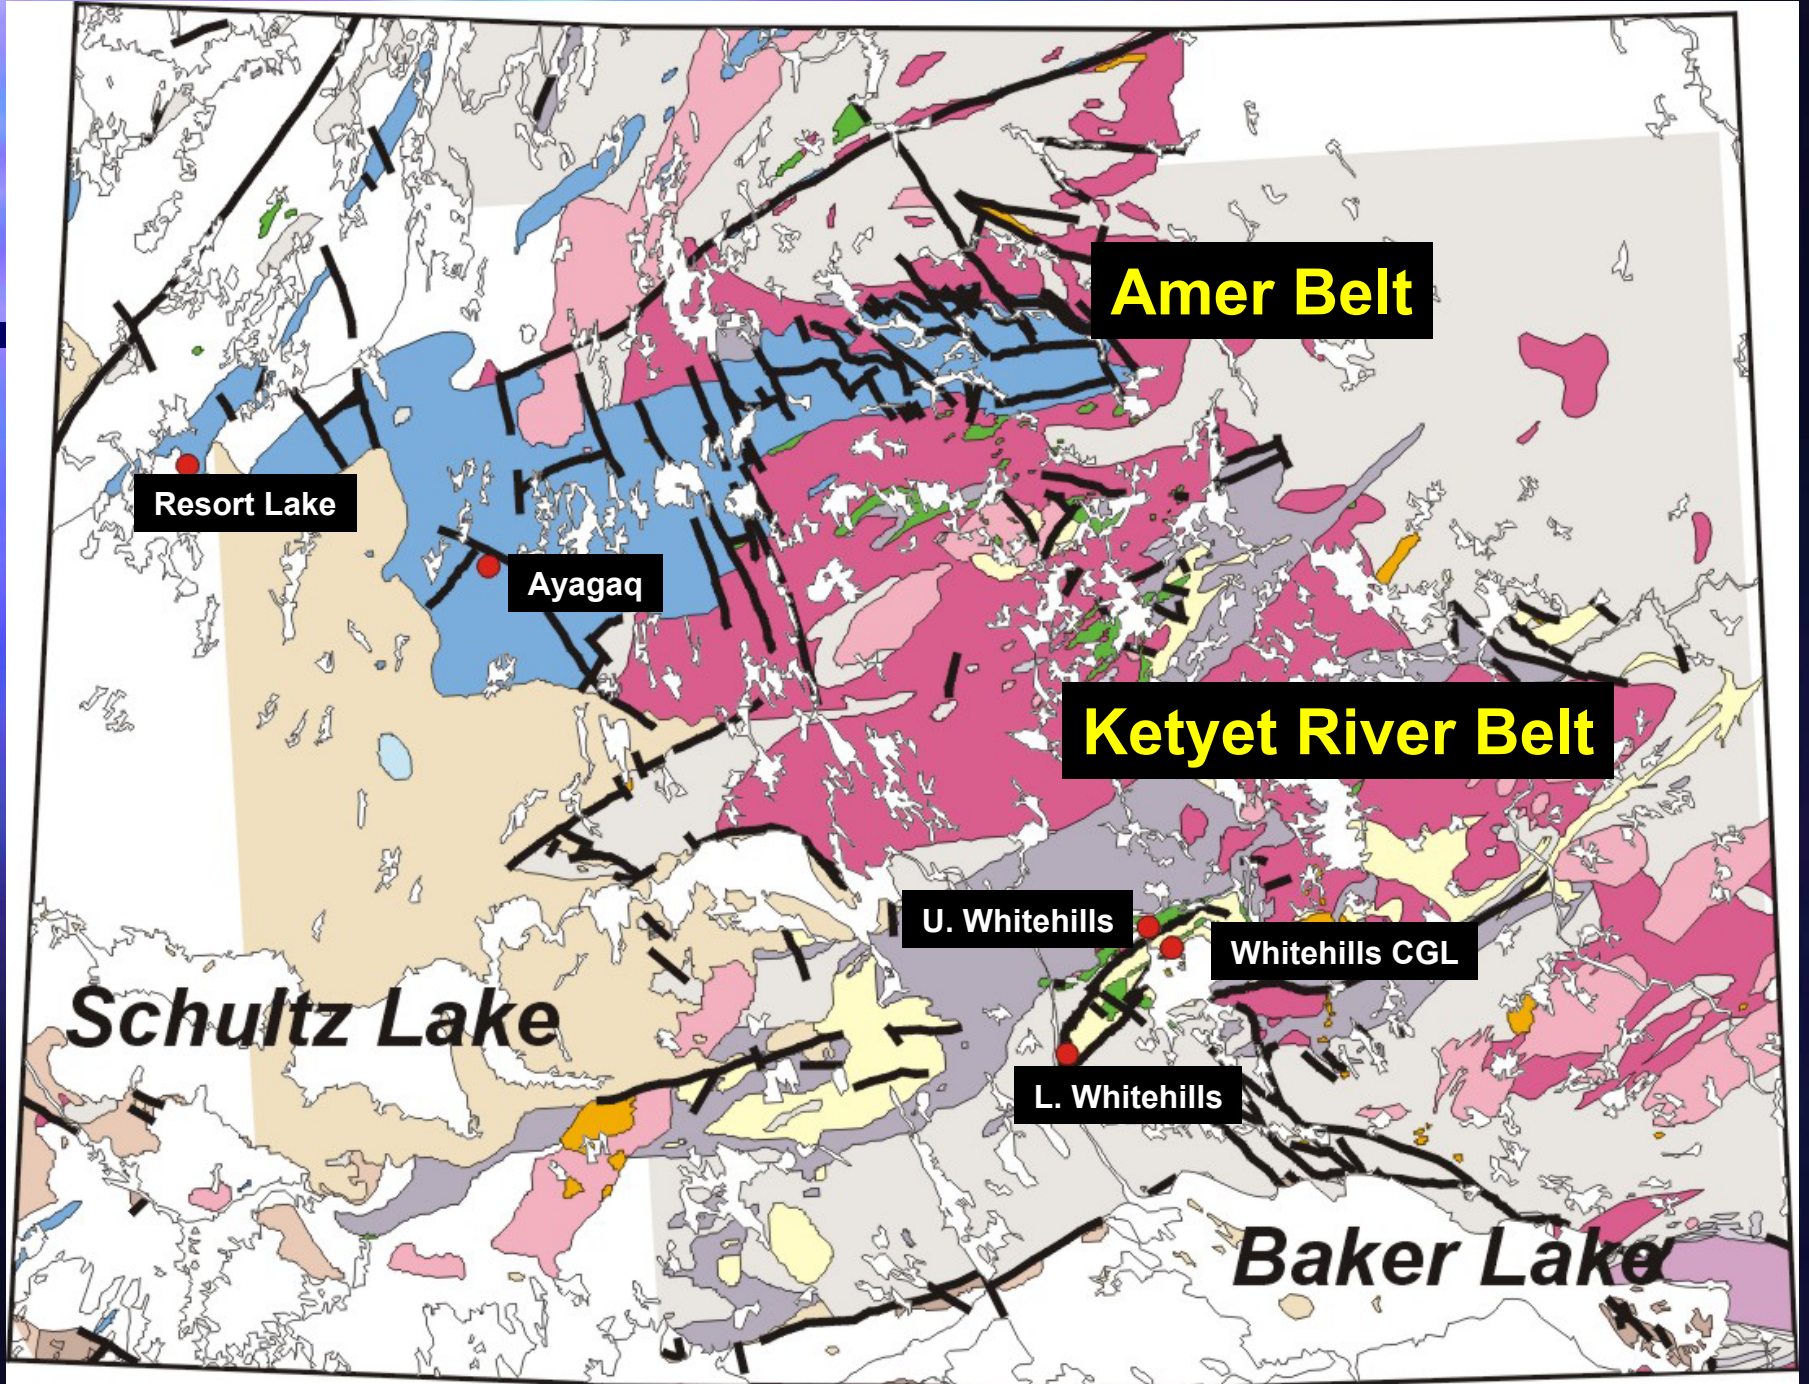 Amer Belt
Resort Lake
Ayagaq
Ketyet River Belt
U. Whitehills
Whitehills CGL
Schultz Lake
L. Whitehills
Baker Lake